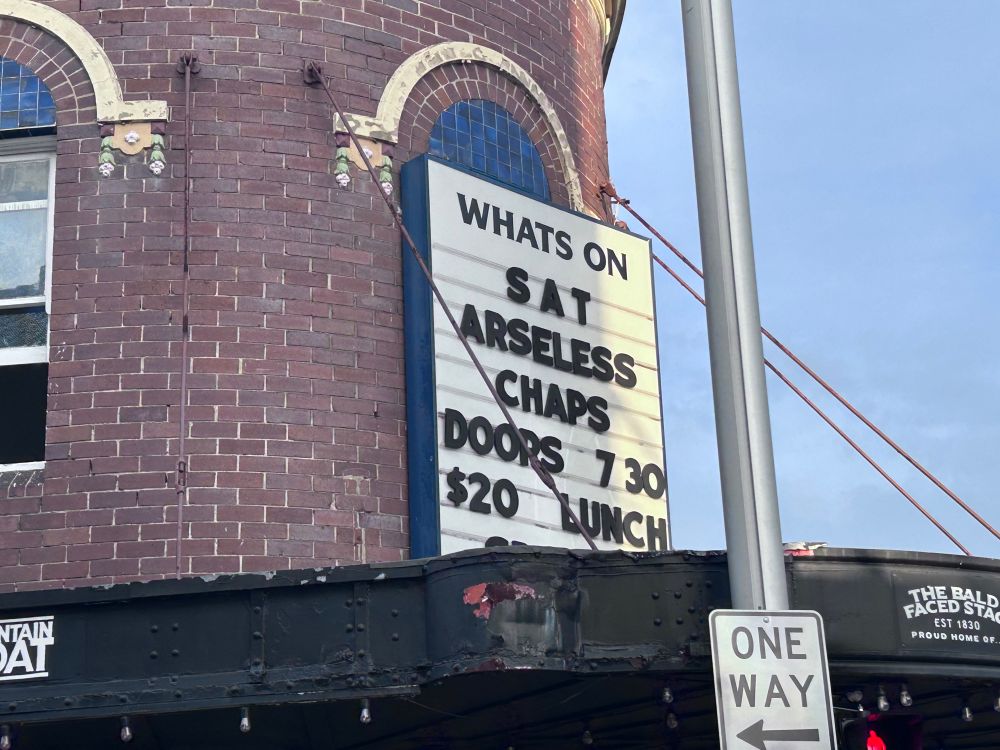 WHATS ON
SAT
ARSELESS
CHAPS
DOORS 7 30
$20 LUNCH
THE BALD
FACED STAG
EST 1830
PROUD HOME OF
ONE
WAY